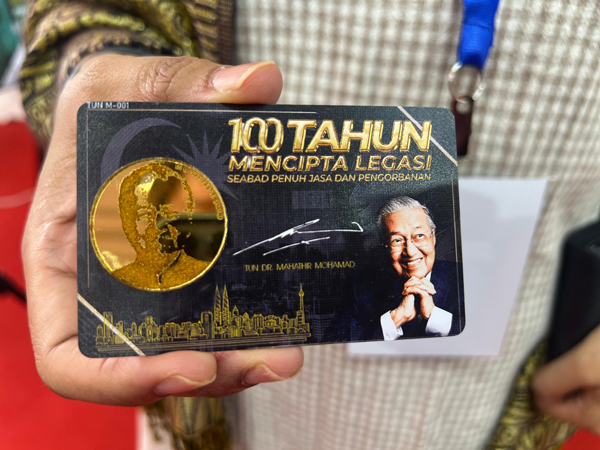 TUN M-001
100 TAHUN
MENCIPTA LEGASI
SEABAD PENUH JASA DAN PENGORBANAN
TUN DR. MAHATHIR MOHAMAD